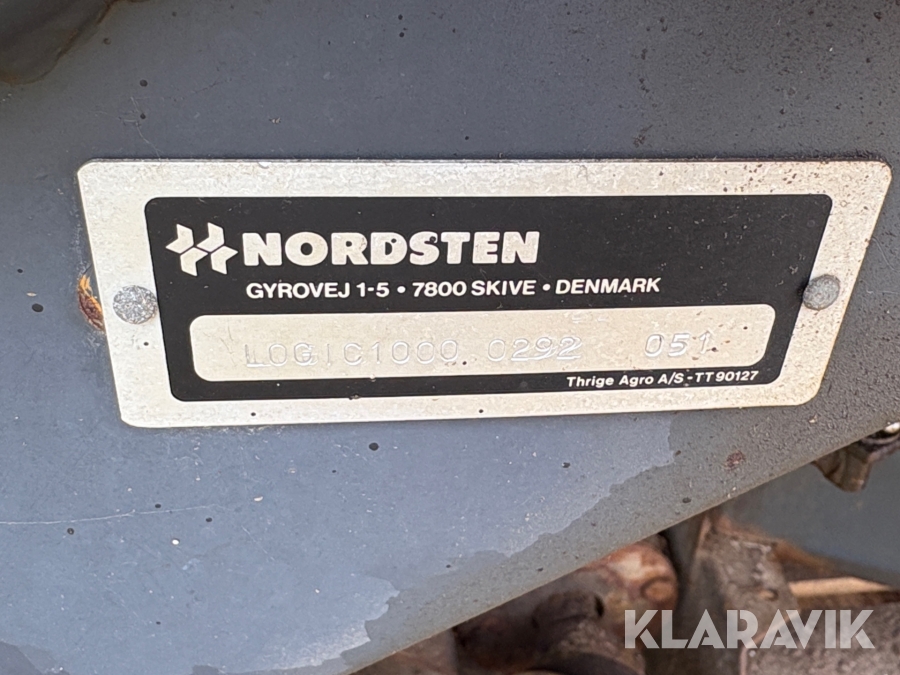 NORDSTEN
GYROVEJ 1-5 • 7800 SKIVE • DENMARK
LOGIC1000 0292 051
Thrige Agro A/S - TT 90127
KLARAVIK